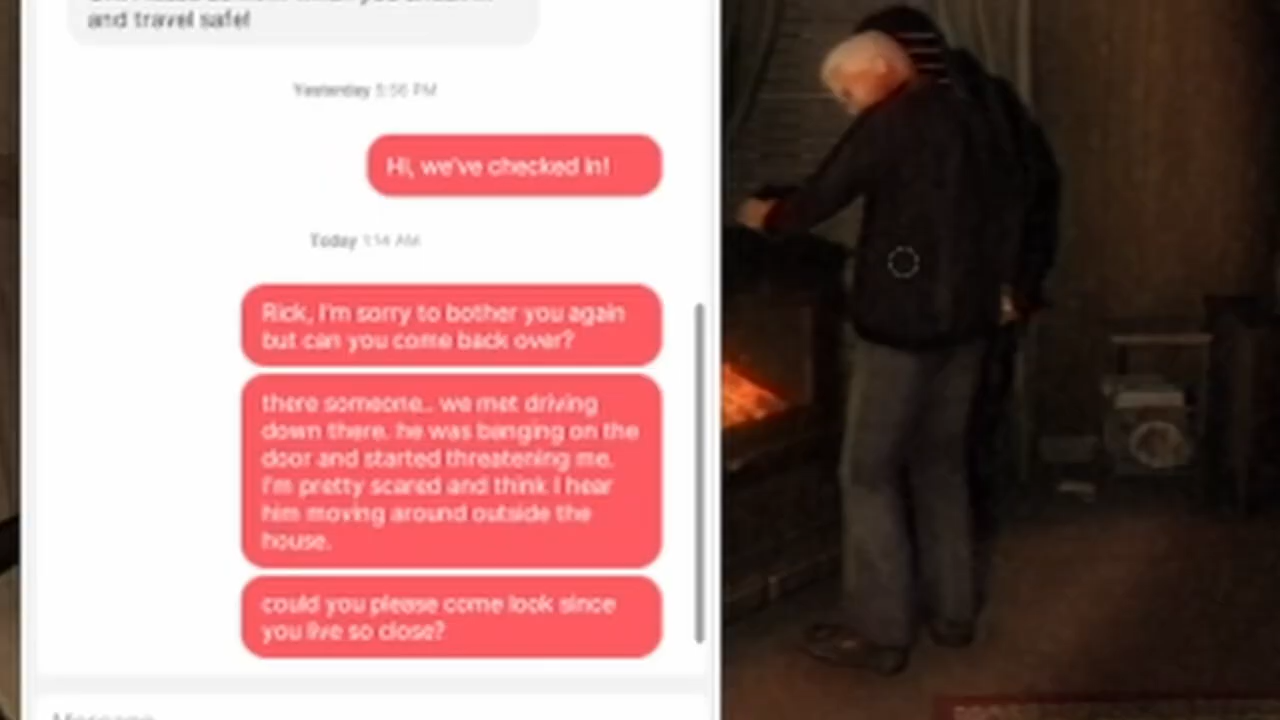 and travel safe!
Yesterday 5:56 PM
Hi, we've checked in!
Today 1:14 AM
Rick, I'm sorry to bother you again
but can you come back over?
there someone.. we met driving
down there. he was banging on the
door and started threatening me.
I'm pretty scared and think I hear
him moving around outside the
house.
could you please come look since
you live so close?
Message